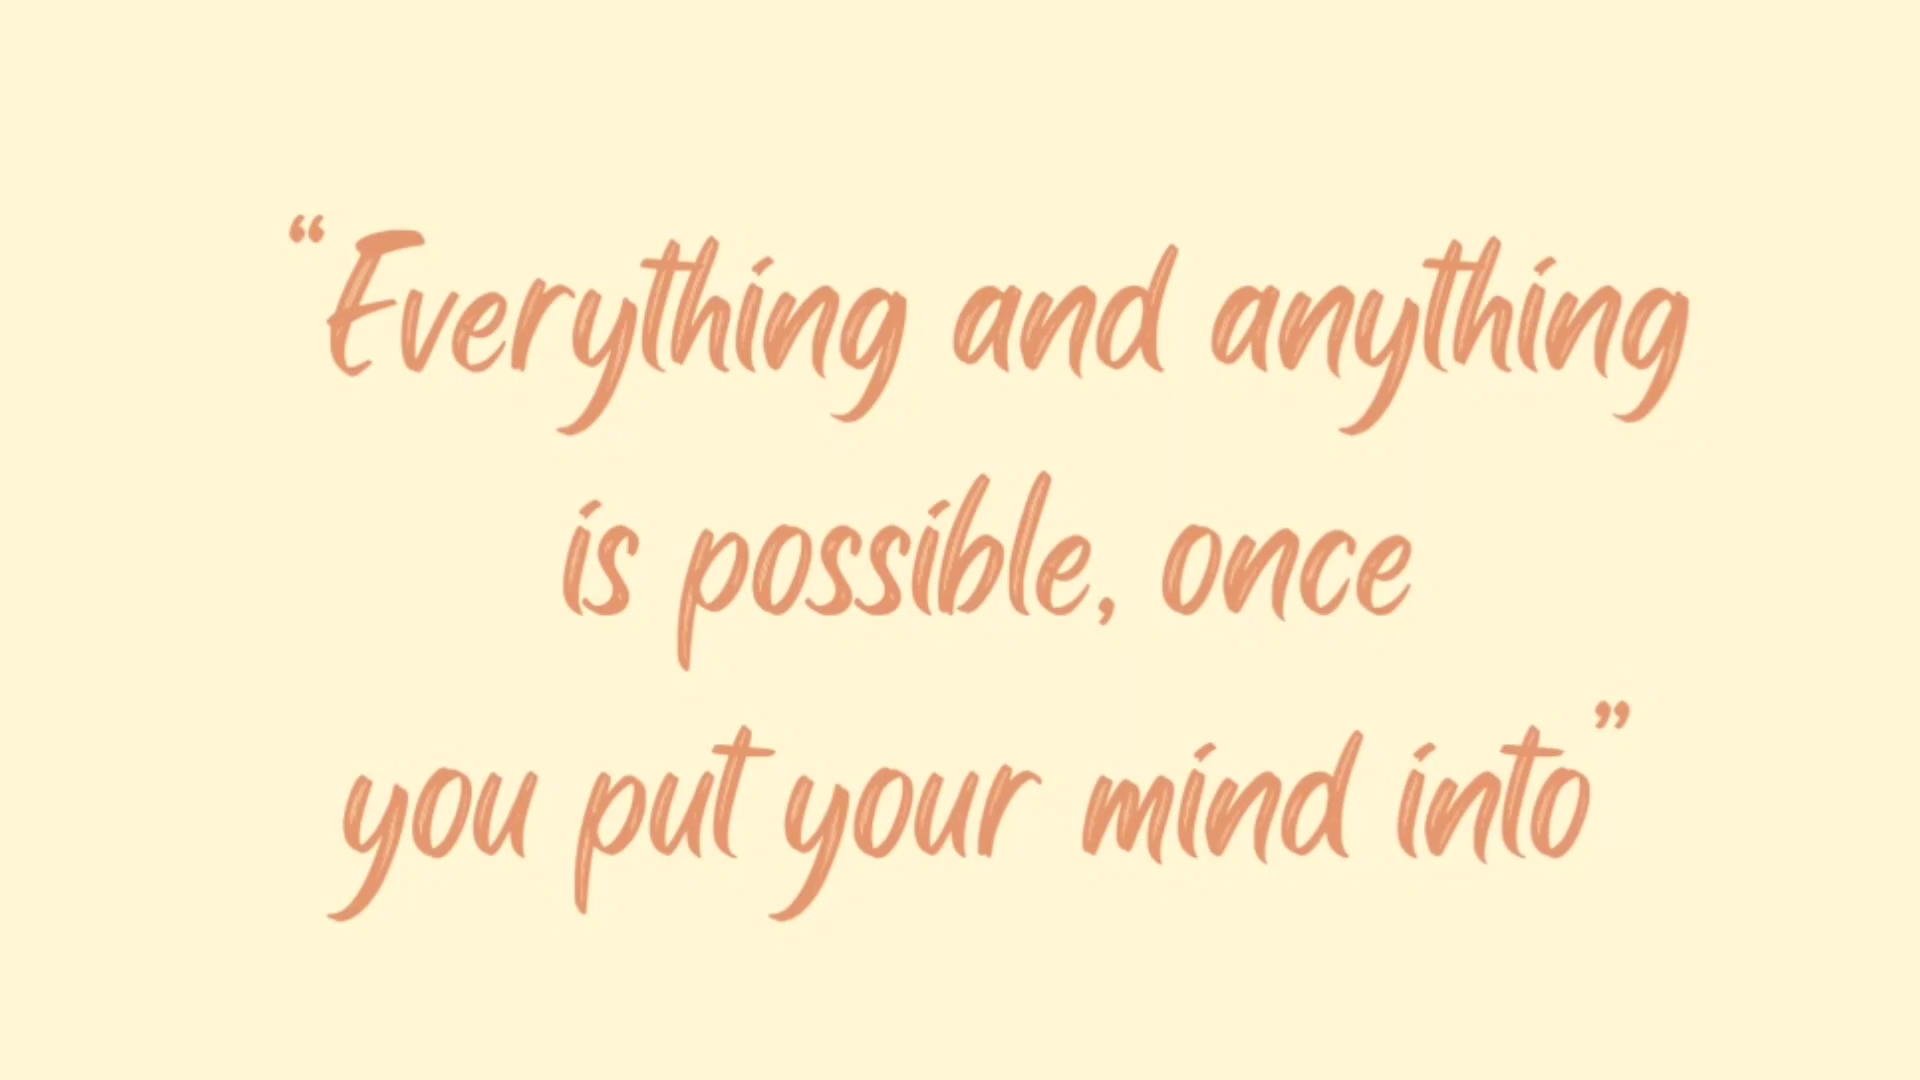 “Everything and anything
is possible, once
you put your mind into”